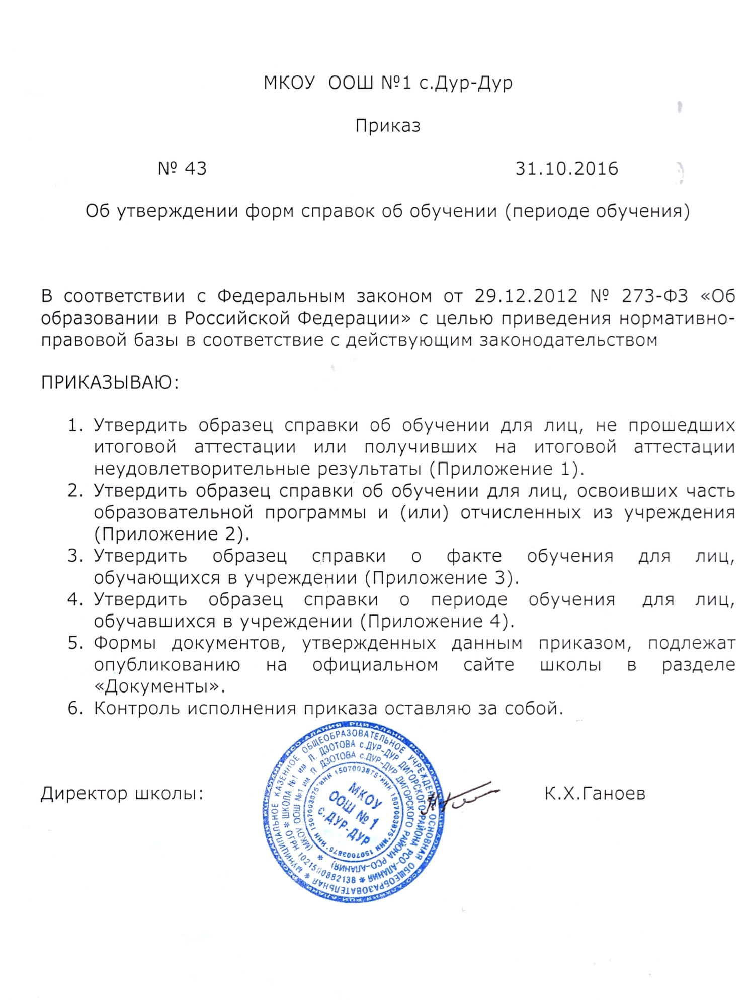 МКОУ ООШ №1 с.Дур-Дур
Приказ
№ 43 31.10.2016
Об утверждении форм справок об обучении (периоде обучения)
В соответствии с Федеральным законом от 29.12.2012 № 273-ФЗ «Об
образовании в Российской Федерации» с целью приведения нормативно-
правовой базы в соответствие с действующим законодательством
ПРИКАЗЫВАЮ:
1. Утвердить образец справки об обучении для лиц, не прошедших
итоговой аттестации или получивших на итоговой аттестации
неудовлетворительные результаты (Приложение 1).
2. Утвердить образец справки об обучении для лиц, освоивших часть
образовательной программы и (или) отчисленных из учреждения
(Приложение 2).
3. Утвердить образец справки о факте обучения для лиц,
обучающихся в учреждении (Приложение 3).
4. Утвердить образец справки о периоде обучения для лиц,
обучавшихся в учреждении (Приложение 4).
5. Формы документов, утвержденных данным приказом, подлежат
опубликованию на официальном сайте школы в разделе
«Документы».
6. Контроль исполнения приказа оставляю за собой.
Директор школы: К.Х.Ганоев
МУНИЦИПАЛЬНОЕ КАЗЕННОЕ ОБЩЕОБРАЗОВАТЕЛЬНОЕ УЧРЕЖДЕНИЕ ОСНОВНАЯ ОБЩЕОБРАЗОВАТЕЛЬНАЯ *
* ШКОЛА №1 им П. ДЗОТОВА с.ДУР-ДУР ДИГОРСКОГО РАЙОНА РСО-АЛАНИЯ * ОГРН 1021500882138
(МКОУ ООШ №1 им П ДЗОТОВА с.ДУР-ДУР ДИГОРСКОГО РАЙОНА РСО-АЛАНИЯ) *
ИНН 1507003875*ИНН 1507003875*ИНН 1507003875*ИНН 1507003875*
МКОУ
ООШ № 1
с.ДУР-ДУР